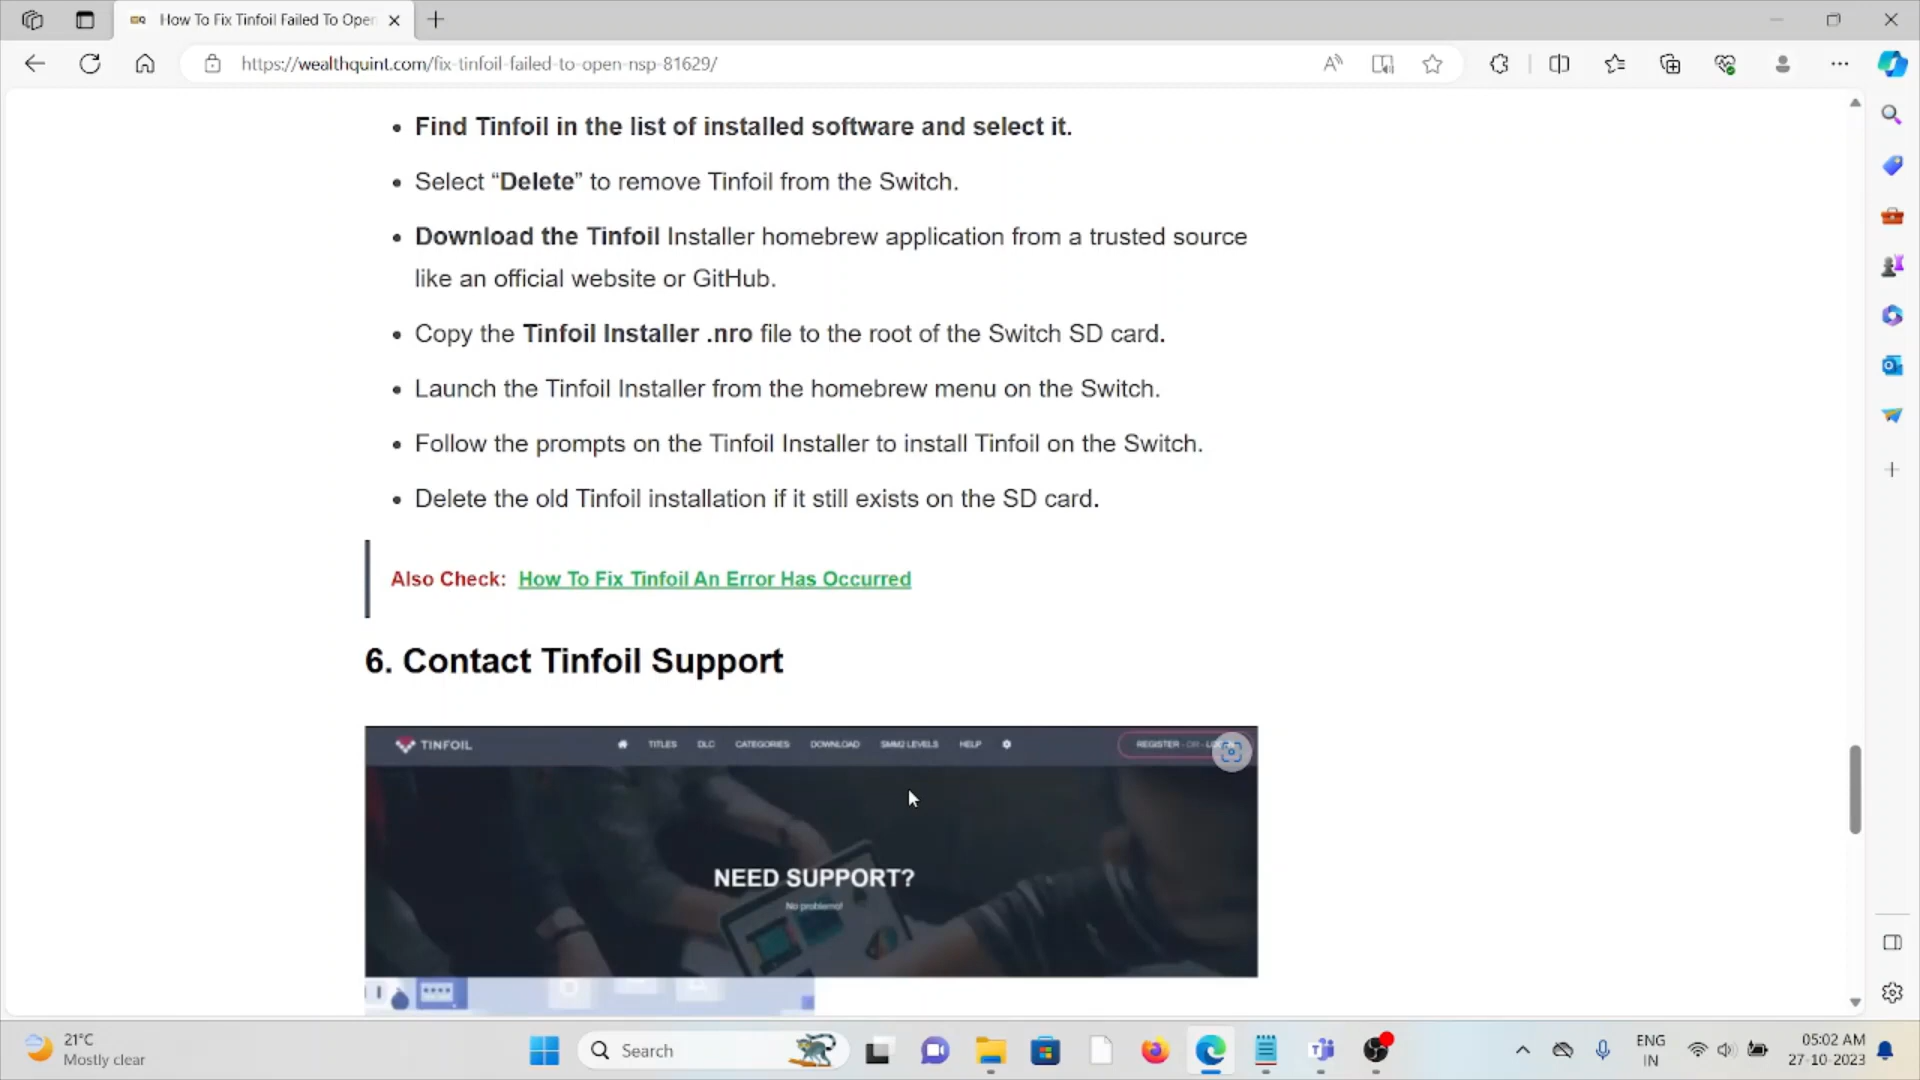 How To Fix Tinfoil Failed To Open
https://wealthquint.com/fix-tinfoil-failed-to-open-nsp-81629/
Find Tinfoil in the list of installed software and select it.
Select “Delete” to remove Tinfoil from the Switch.
Download the Tinfoil Installer homebrew application from a trusted source
like an official website or GitHub.
Copy the Tinfoil Installer .nro file to the root of the Switch SD card.
Launch the Tinfoil Installer from the homebrew menu on the Switch.
Follow the prompts on the Tinfoil Installer to install Tinfoil on the Switch.
Delete the old Tinfoil installation if it still exists on the SD card.
Also Check: How To Fix Tinfoil An Error Has Occurred
6. Contact Tinfoil Support
TINFOIL TITLES DLC CATEGORIES DOWNLOAD SMM2 LEVELS HELP REGISTER - OR -
NEED SUPPORT?
No problemo!
21°C
Mostly clear
Search
ENG
IN
05:02 AM
27-10-2023